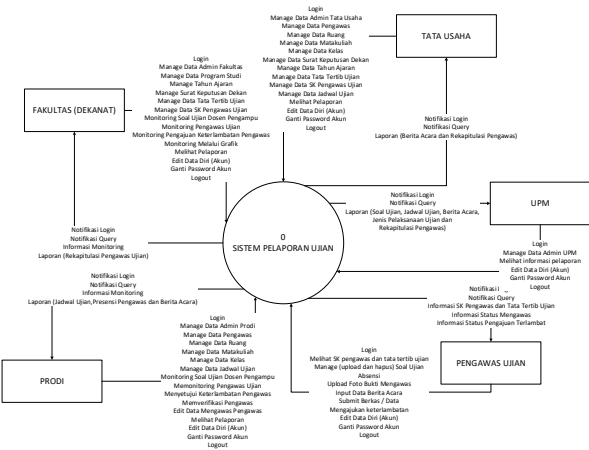 Login
Manage Data Admin Tata Usaha
Manage Data Pengawas
Manage Data Ruang
Manage Data Matakuliah
Manage Data Kelas
Manage Data Surat Keputusan Dekan
Manage Data Tahun Ajaran
Manage Data Tata Tertib Ujian
Manage Data SK Pengawas Ujian
Manage Data Jadwal Ujian
Melihat Pelaporan
Edit Data Diri (Akun)
Ganti Password Akun
Logout
TATA USAHA
Login
Manage Data Admin Fakultas
Manage Data Program Studi
Manage Tahun Ajaran
Manage Surat Keputusan Dekan
Manage Data Tata Tertib Ujian
Manage Data SK Pengawas Ujian
Monitoring Soal Ujian Dosen Pengampu
Monitoring Pengawas Ujian
Monitoring Pengajuan Keterlambatan Pengawas
Monitoring Melalui Grafik
Melihat Pelaporan
Edit Data Diri (Akun)
Ganti Password Akun
Logout
FAKULTAS (DEKANAT)
Notifikasi Login
Notifikasi Query
Laporan (Berita Acara dan Rekapitulasi Pengawas)
Notifikasi Login
Notifikasi Query
Laporan (Soal Ujian, Jadwal Ujian, Berita Acara,
Jenis Pelaksanaan Ujian dan
Rekapitulasi Pengawas)
UPM
Notifikasi Login
Notifikasi Query
Informasi Monitoring
Laporan (Rekapitulasi Pengawas Ujian)
0
SISTEM PELAPORAN UJIAN
Login
Manage Data Admin UPM
Melihat informasi pelaporan
Edit Data Diri (Akun)
Ganti Password Akun
Logout
Notifikasi Login
Notifikasi Query
Informasi Monitoring
Laporan (Jadwal Ujian,Presensi Pengawas dan Berita Acara)
Notifikasi
Notifikasi Query
Informasi SK Pengawas dan Tata Tertib Ujian
Informasi Status Mengawas
Informasi Status Pengajuan Terlambat
PENGAWAS UJIAN
Login
Manage Data Admin Prodi
Manage Data Pengawas
Manage Data Ruang
Manage Data Matakuliah
Manage Data Kelas
Manage Data Jadwal Ujian
Monitoring Soal Ujian Dosen Pengampu
Memonitoring Pengawas Ujian
Menyetujui Keterlambatan Pengawas
Memverifikasi Pengawas
Edit Data Mengawas Pengawas
Melihat Pelaporan
Edit Data Diri (Akun)
Ganti Password Akun
Logout
PRODI
Login
Melihat SK pengawas dan tata tertib ujian
Manage (upload dan hapus) Soal Ujian
Absensi
Upload Foto Bukti Mengawas
Input Data Berita Acara
Submit Berkas / Data
Mengajukan keterlambatan
Edit Data Diri (Akun)
Ganti Password Akun
Logout